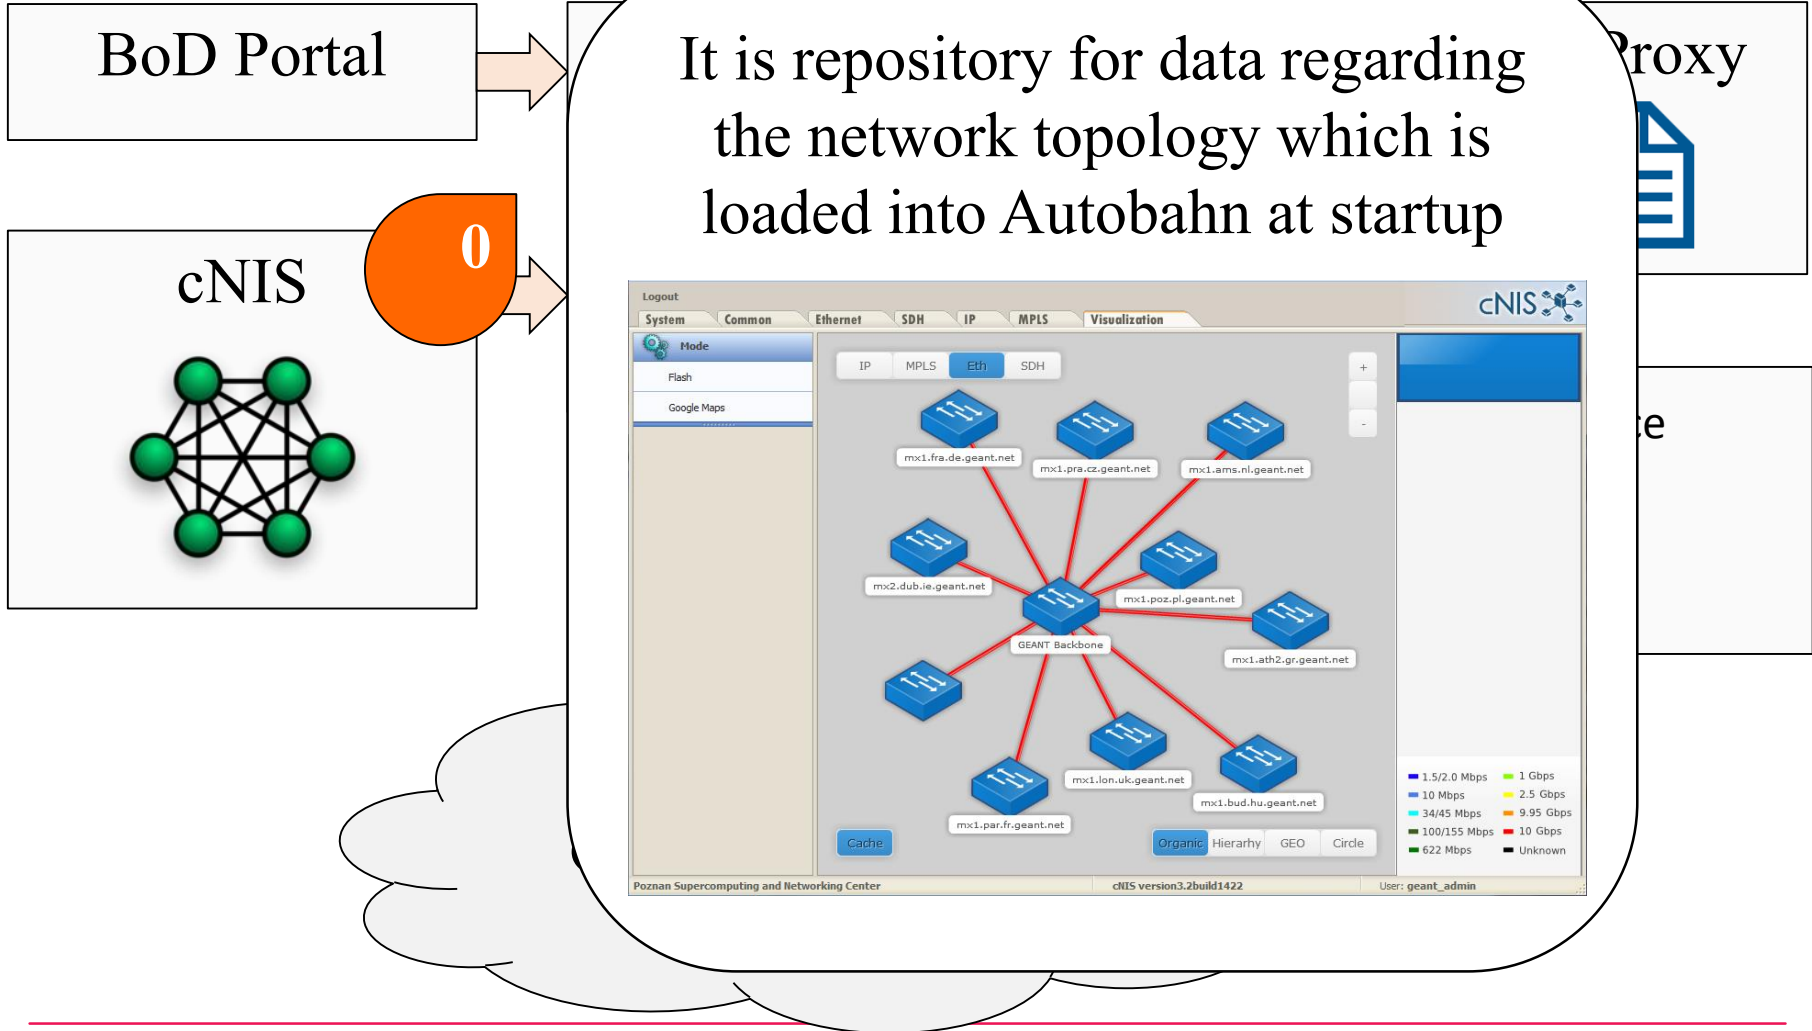 BoD Portal
It is repository for data regarding
the network topology which is
loaded into Autobahn at startup
cNIS
0
Logout
cNIS
System
Common
Ethernet
SDH
IP
MPLS
Visualization
Mode
Flash
Google Maps
IP
MPLS
Eth
SDH
+
-
mx1.fra.de.geant.net
mx1.pra.cz.geant.net
mx1.ams.nl.geant.net
mx2.dub.ie.geant.net
mx1.poz.pl.geant.net
GEANT Backbone
mx1.ath2.gr.geant.net
mx1.lon.uk.geant.net
mx1.bud.hu.geant.net
mx1.par.fr.geant.net
Cache
Organic
Hierarhy
GEO
Circle
1.5/2.0 Mbps
1 Gbps
10 Mbps
2.5 Gbps
34/45 Mbps
9.95 Gbps
100/155 Mbps
10 Gbps
622 Mbps
Unknown
Poznan Supercomputing and Networking Center
cNIS version3.2build1422
User: geant_admin